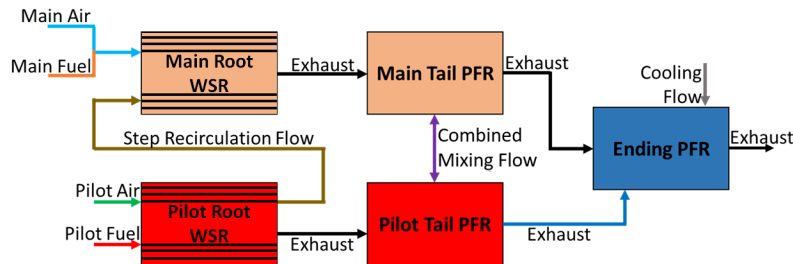 Main Air
Main Fuel
Main Root
WSR
Exhaust
Main Tail PFR
Exhaust
Cooling
Flow
Step Recirculation Flow
Combined
Mixing Flow
Ending PFR
Exhaust
Pilot Air
Pilot Fuel
Pilot Root
WSR
Exhaust
Pilot Tail PFR
Exhaust